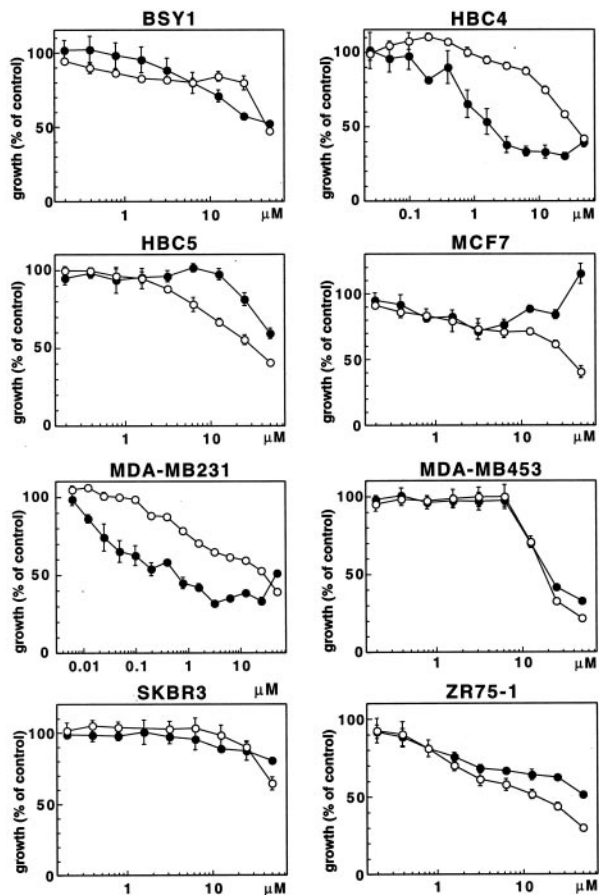 BSY1
growth (% of control)
100
50
0
1
10
μM
HBC4
growth (% of control)
100
50
0
0.1
1
10
μM
HBC5
growth (% of control)
100
50
0
1
10
μM
MCF7
growth (% of control)
100
50
0
1
10
μM
MDA-MB231
growth (% of control)
100
50
0
0.01
0.1
1
10
μM
MDA-MB453
growth (% of control)
100
50
0
1
10
μM
SKBR3
growth (% of control)
100
50
0
1
10
μM
ZR75-1
growth (% of control)
100
50
0
1
10
μM